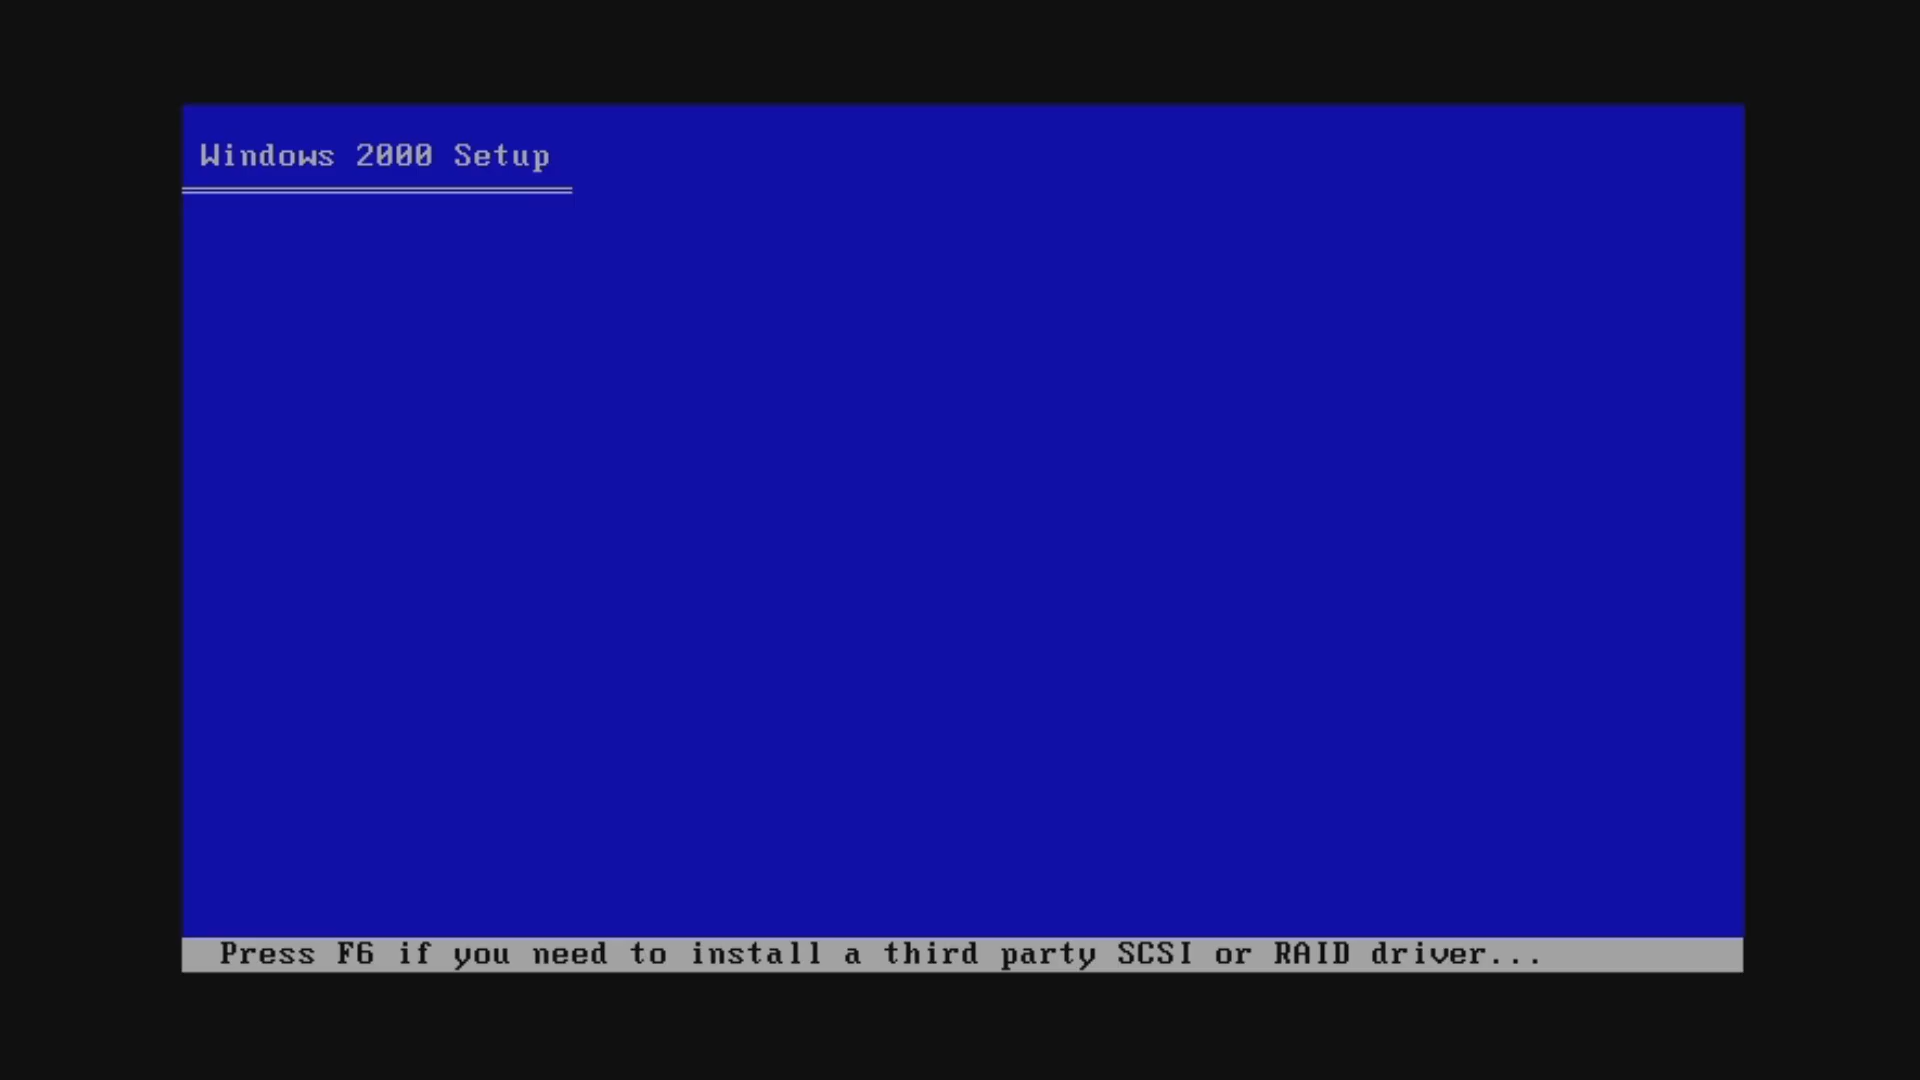 Windows 2000 Setup
Press F6 if you need to install a third party SCSI or RAID driver...